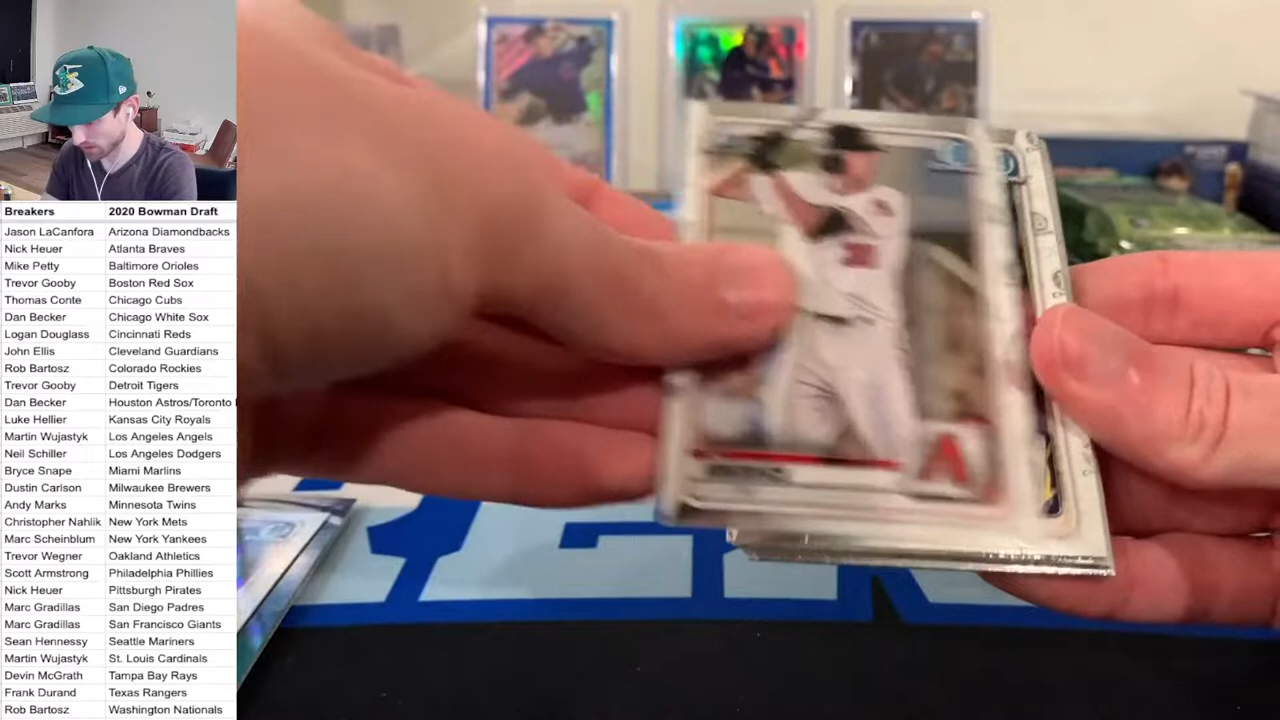 Breakers 2020 Bowman Draft
Jason LaCanfora Arizona Diamondbacks
Nick Heuer Atlanta Braves
Mike Petty Baltimore Orioles
Trevor Gooby Boston Red Sox
Thomas Conte Chicago Cubs
Dan Becker Chicago White Sox
Logan Douglass Cincinnati Reds
John Ellis Cleveland Guardians
Rob Bartosz Colorado Rockies
Trevor Gooby Detroit Tigers
Dan Becker Houston Astros/Toronto
Luke Hellier Kansas City Royals
Martin Wujastyk Los Angeles Angels
Neil Schiller Los Angeles Dodgers
Bryce Snape Miami Marlins
Dustin Carlson Milwaukee Brewers
Andy Marks Minnesota Twins
Christopher Nahlik New York Mets
Marc Scheinblum New York Yankees
Trevor Wegner Oakland Athletics
Scott Armstrong Philadelphia Phillies
Nick Heuer Pittsburgh Pirates
Marc Gradillas San Diego Padres
Marc Gradillas San Francisco Giants
Sean Hennessy Seattle Mariners
Martin Wujastyk St. Louis Cardinals
Devin McGrath Tampa Bay Rays
Frank Durand Texas Rangers
Rob Bartosz Washington Nationals
A